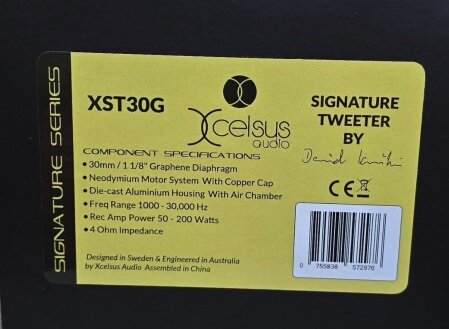 SIGNATURE SERIES
XST30G
Xcelsus
audio
COMPONENT SPECIFICATIONS
• 30mm / 1 1/8" Graphene Diaphragm
• Neodymium Motor System With Copper Cap
• Die-cast Aluminium Housing With Air Chamber
• Freq Range 1000 - 30,000 Hz
• Rec Amp Power 50 - 200 Watts
• 4 Ohm Impedance
Designed in Sweden & Engineered in Australia
by Xcelsus Audio Assembled in China
SIGNATURE
TWEETER
BY
David
CE
0 755838 572976